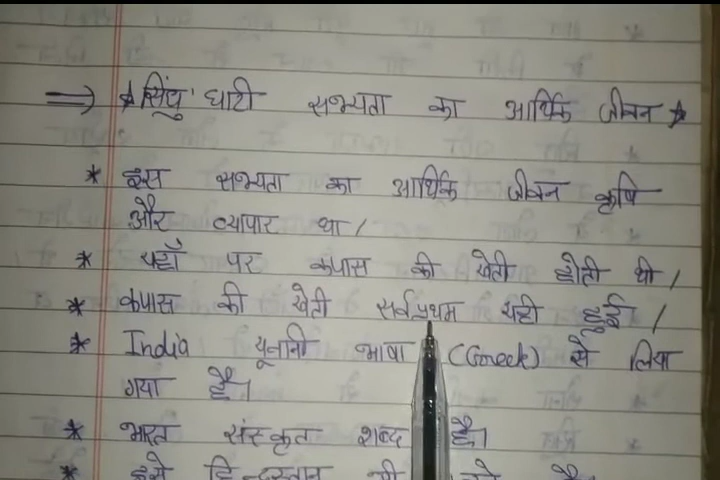 ⇒ * सिंधु घाटी सभ्यता का आर्थिक जीवन *
* इस सभ्यता का आर्थिक जीवन कृषि
और व्यापार था /
* यहाँ पर कपास की खेती होती थी /
* कपास की खेती सर्वप्रथम यही हुई /
* India यूनानी भाषा (Greek) से लिया
गया है।
* भारत संस्कृत शब्द है।
* इसे हिन्दुस्तान